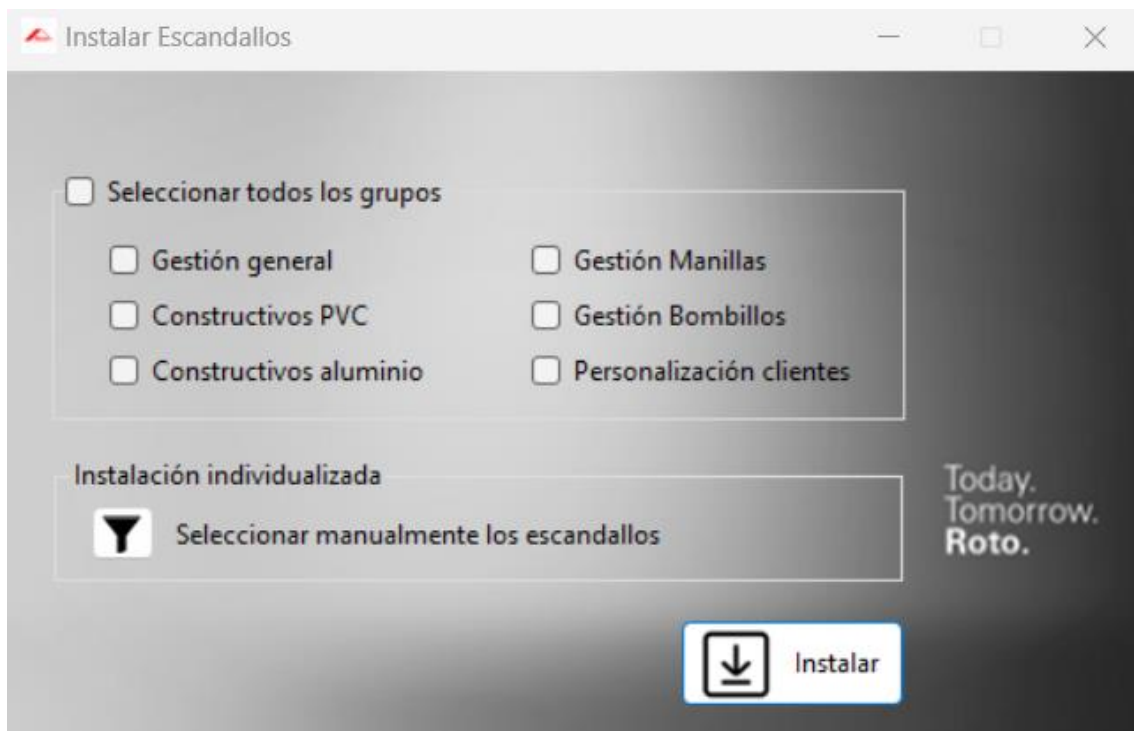 Instalar Escandallos
Seleccionar todos los grupos
Gestión general
Gestión Manillas
Constructivos PVC
Gestión Bombillos
Constructivos aluminio
Personalización clientes
Instalación individualizada
Seleccionar manualmente los escandallos
Today.
Tomorrow.
Roto.
Instalar